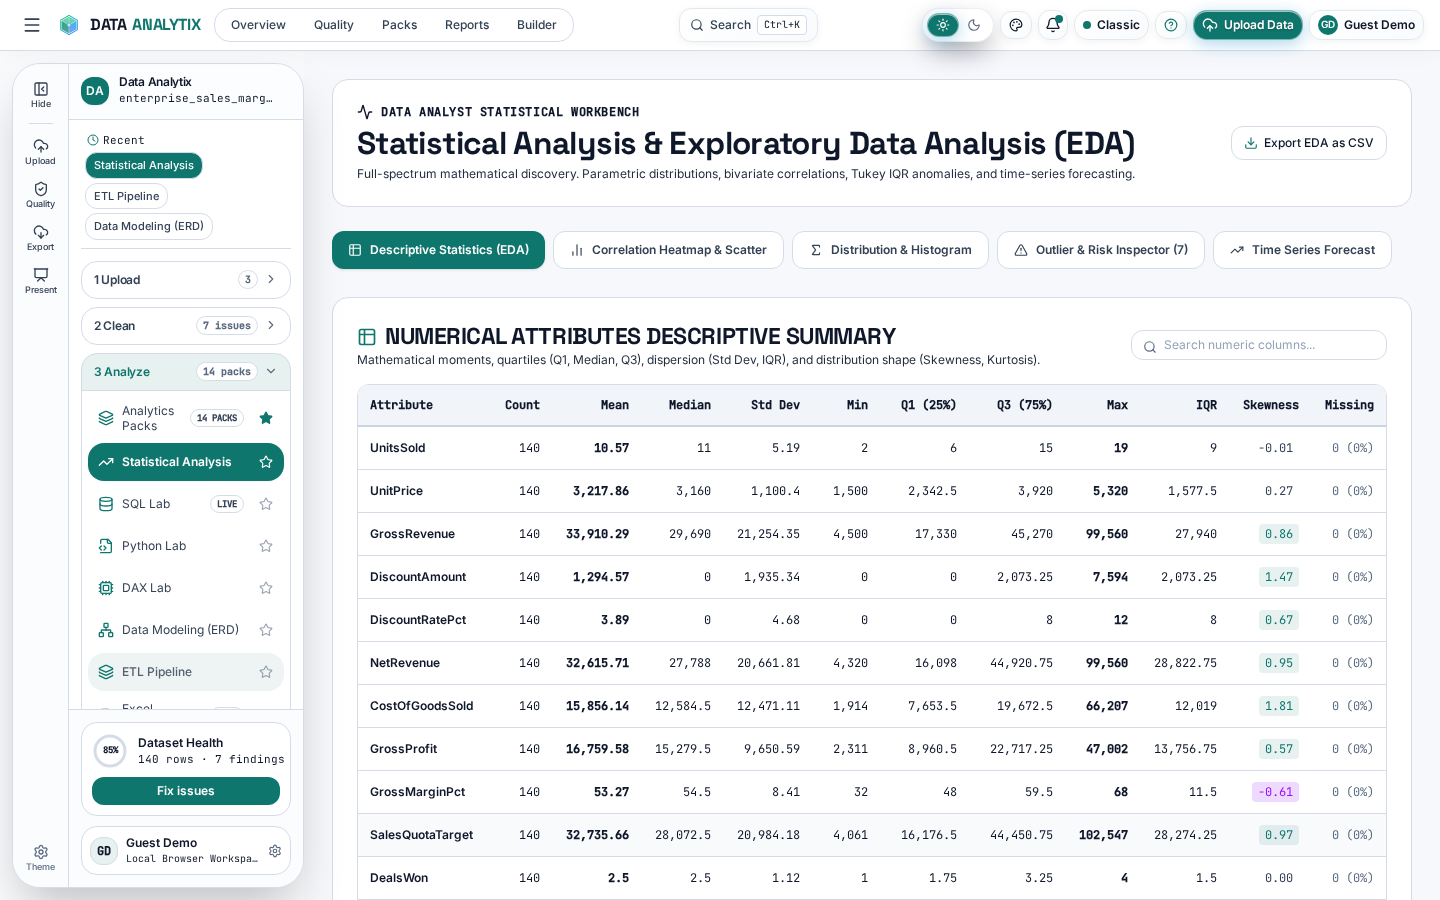 DATA ANALYTIX
Overview
Quality
Packs
Reports
Builder
Search Ctrl+K
Classic
Upload Data
GD Guest Demo
Hide
Upload
Quality
Export
Present
Theme
DA
Data Analytix
enterprise_sales_marg…
Recent
Statistical Analysis
ETL Pipeline
Data Modeling (ERD)
1 Upload 3
2 Clean 7 issues
3 Analyze 14 packs
Analytics Packs 14 PACKS
Statistical Analysis
SQL Lab LIVE
Python Lab
DAX Lab
Data Modeling (ERD)
ETL Pipeline
Excel
85%
Dataset Health
140 rows · 7 findings
Fix issues
GD
Guest Demo
Local Browser Workspa…
DATA ANALYST STATISTICAL WORKBENCH
Statistical Analysis & Exploratory Data Analysis (EDA)
Full-spectrum mathematical discovery. Parametric distributions, bivariate correlations, Tukey IQR anomalies, and time-series forecasting.
Export EDA as CSV
Descriptive Statistics (EDA)
Correlation Heatmap & Scatter
Distribution & Histogram
Outlier & Risk Inspector (7)
Time Series Forecast
NUMERICAL ATTRIBUTES DESCRIPTIVE SUMMARY
Mathematical moments, quartiles (Q1, Median, Q3), dispersion (Std Dev, IQR), and distribution shape (Skewness, Kurtosis).
Search numeric columns...
Attribute Count Mean Median Std Dev Min Q1 (25%) Q3 (75%) Max IQR Skewness Missing
UnitsSold 140 10.57 11 5.19 2 6 15 19 9 -0.01 0 (0%)
UnitPrice 140 3,217.86 3,160 1,100.4 1,500 2,342.5 3,920 5,320 1,577.5 0.27 0 (0%)
GrossRevenue 140 33,910.29 29,690 21,254.35 4,500 17,330 45,270 99,560 27,940 0.86 0 (0%)
DiscountAmount 140 1,294.57 0 1,935.34 0 0 2,073.25 7,594 2,073.25 1.47 0 (0%)
DiscountRatePct 140 3.89 0 4.68 0 0 8 12 8 0.67 0 (0%)
NetRevenue 140 32,615.71 27,788 20,661.81 4,320 16,098 44,920.75 99,560 28,822.75 0.95 0 (0%)
CostOfGoodsSold 140 15,856.14 12,584.5 12,471.11 1,914 7,653.5 19,672.5 66,207 12,019 1.81 0 (0%)
GrossProfit 140 16,759.58 15,279.5 9,650.59 2,311 8,960.5 22,717.25 47,002 13,756.75 0.57 0 (0%)
GrossMarginPct 140 53.27 54.5 8.41 32 48 59.5 68 11.5 -0.61 0 (0%)
SalesQuotaTarget 140 32,735.66 28,072.5 20,984.18 4,061 16,176.5 44,450.75 102,547 28,274.25 0.97 0 (0%)
DealsWon 140 2.5 2.5 1.12 1 1.75 3.25 4 1.5 0.00 0 (0%)